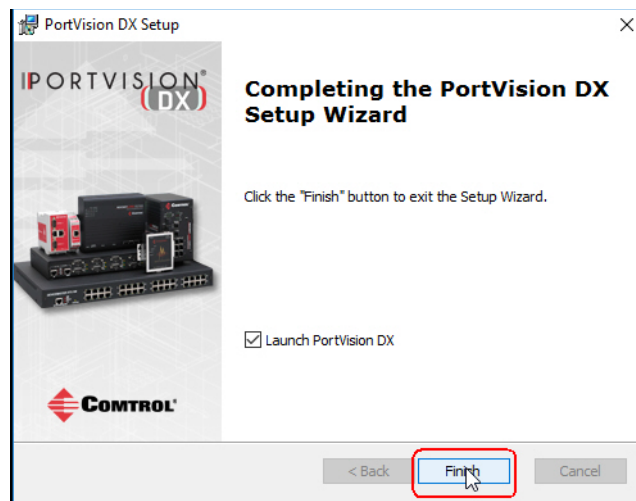 PortVision DX Setup
PORTVISION®
(DX)
Completing the PortVision DX
Setup Wizard
Click the "Finish" button to exit the Setup Wizard.
Launch PortVision DX
COMTROL
< Back
Finish
Cancel